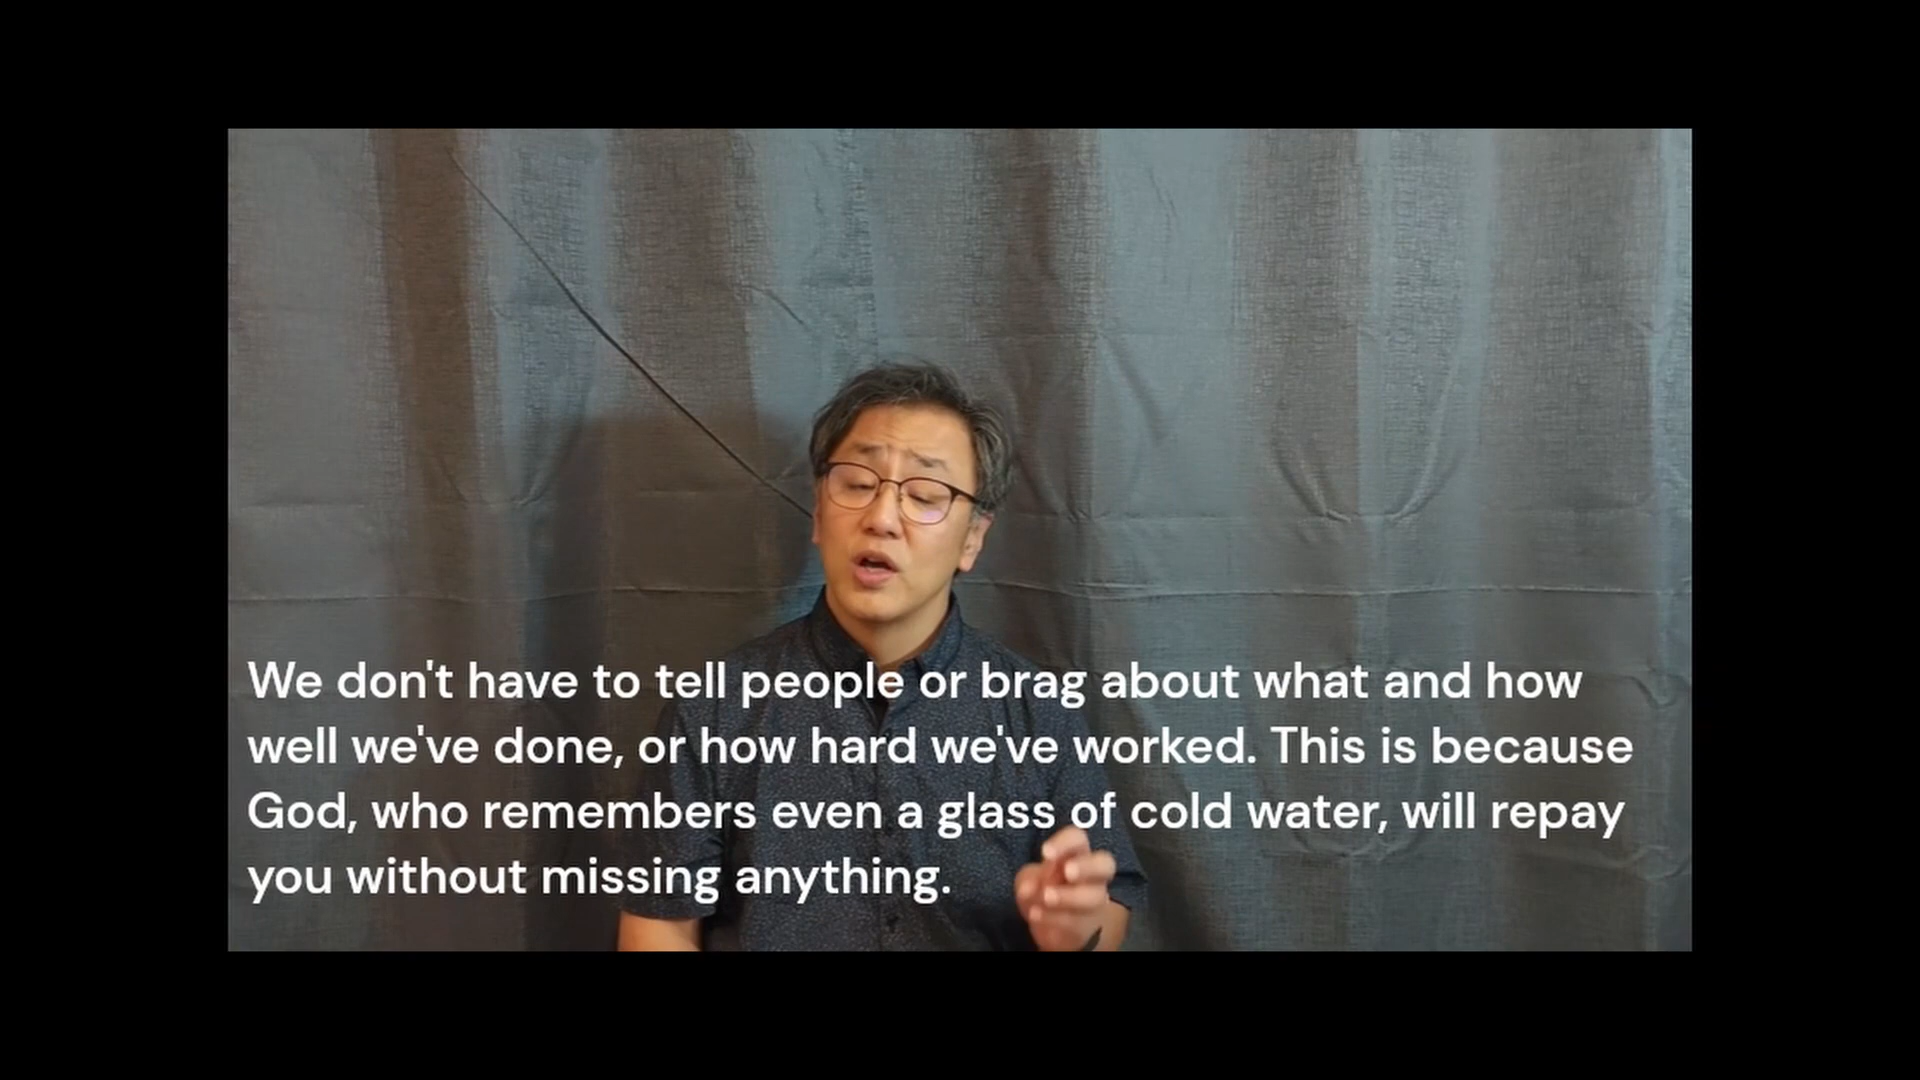 We don't have to tell people or brag about what and how
well we've done, or how hard we've worked. This is because
God, who remembers even a glass of cold water, will repay
you without missing anything.